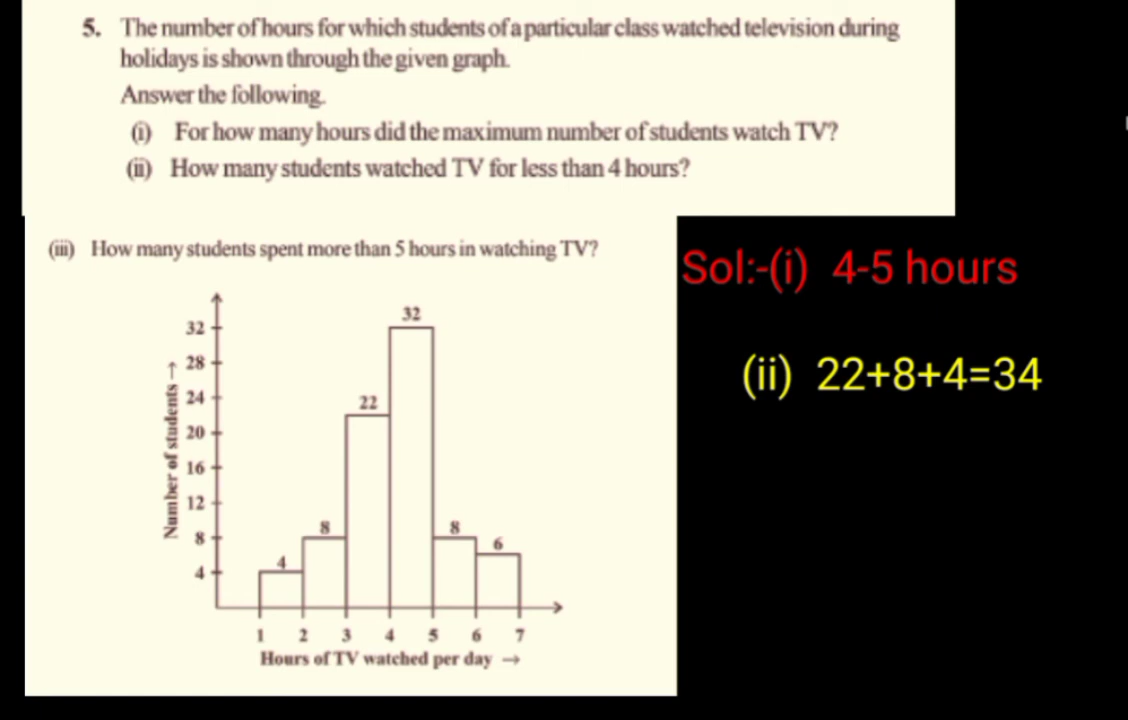 5. The number of hours for which students of a particular class watched television during
holidays is shown through the given graph.
Answer the following.
(i) For how many hours did the maximum number of students watch TV?
(ii) How many students watched TV for less than 4 hours?
(iii) How many students spent more than 5 hours in watching TV?
Sol:-(i) 4-5 hours
(ii) 22+8+4=34
Number of students →
32
28
24
20
16
12
8
4
4
8
22
32
8
6
1 2 3 4 5 6 7
Hours of TV watched per day →